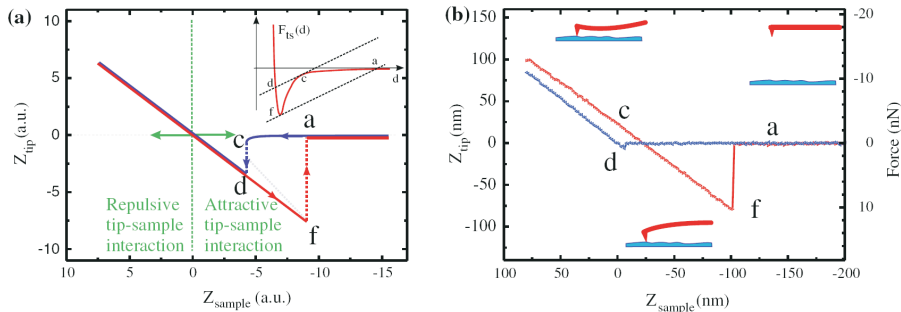 (a)
10
5
0
-5
-10
Z_tip (a.u.)
F_ts(d)
a
d
c
d
f
a
c
d
f
Repulsive
tip-sample
interaction
Attractive
tip-sample
interaction
10 5 0 -5 -10 -15
Z_sample (a.u.)
(b)
150 nm
100
50
0
-50
-100
Z_tip (nm)
-20 nN
-10
0
10
Force (nN)
c
a
d
f
100 50 0 -50 -100 -150 -200
Z_sample (nm)